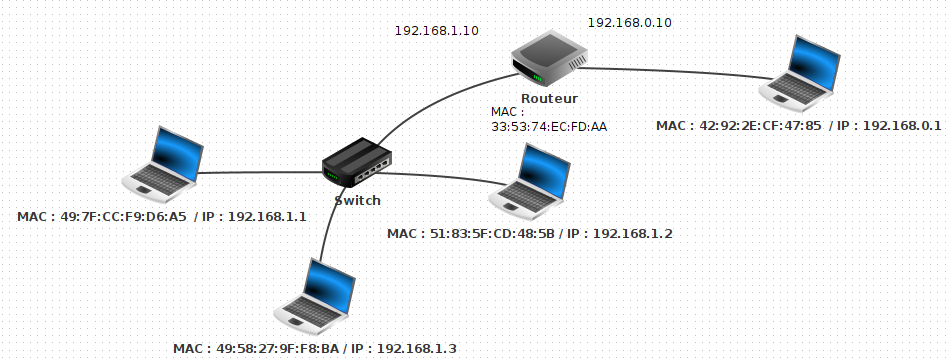 192.168.1.10
192.168.0.10
Routeur
MAC :
33:53:74:EC:FD:AA
MAC : 42:92:2E:CF:47:85 / IP : 192.168.0.1
Switch
MAC : 49:7F:CC:F9:D6:A5 / IP : 192.168.1.1
MAC : 51:83:5F:CD:48:5B / IP : 192.168.1.2
MAC : 49:58:27:9F:F8:BA / IP : 192.168.1.3